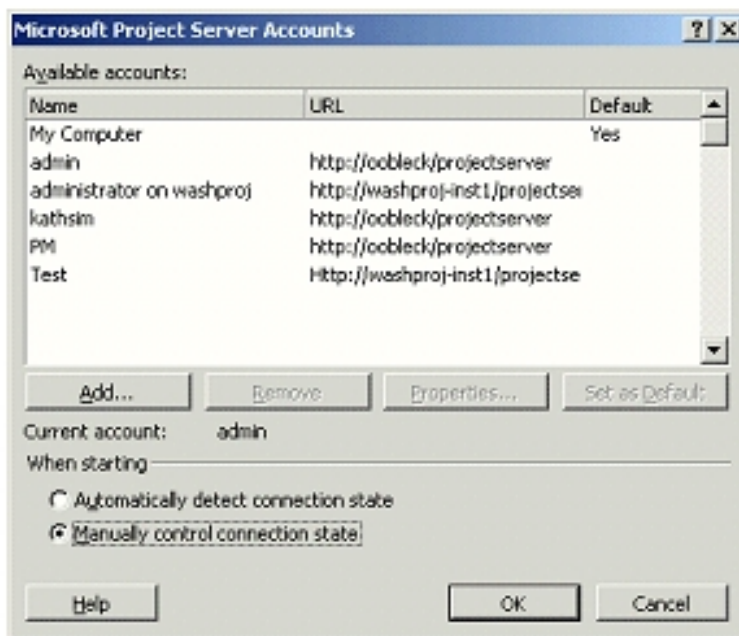 Microsoft Project Server Accounts
Available accounts:
Name URL Default
My Computer Yes
admin http://oobleck/projectserver
administrator on washproj http://washproj-inst1/projectser
kathsim http://oobleck/projectserver
PM http://oobleck/projectserver
Test Http://washproj-inst1/projectse
Add... Remove Properties... Set as Default
Current account: admin
When starting
Automatically detect connection state
Manually control connection state
Help OK Cancel